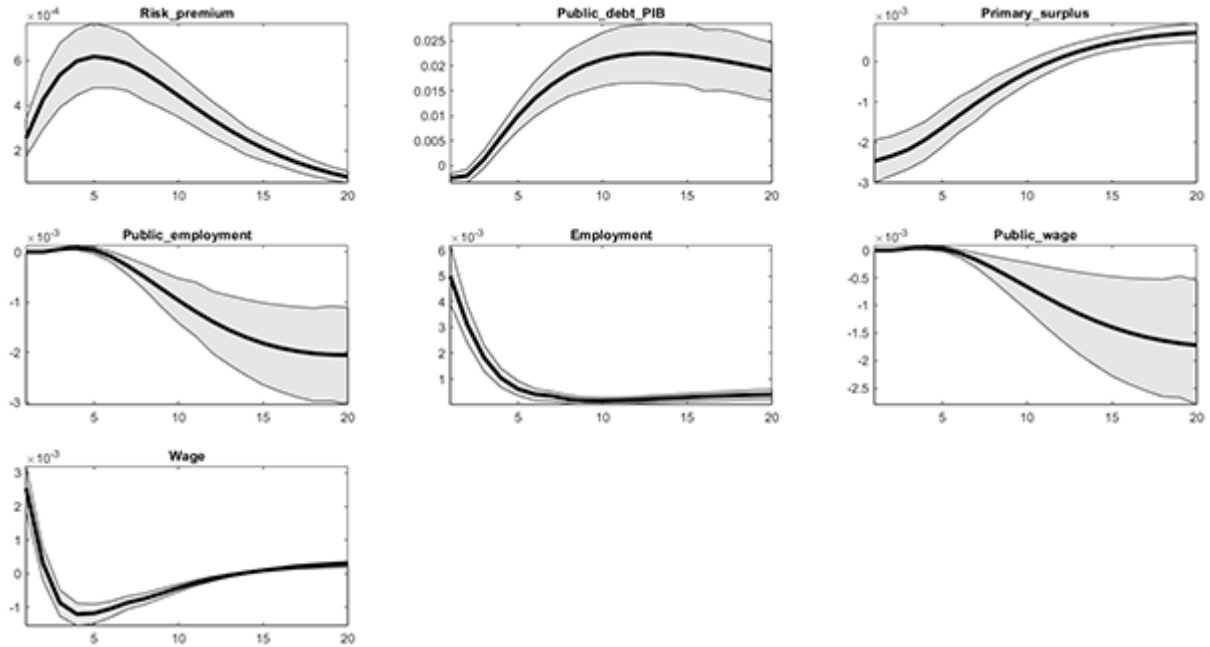 Risk_premium
×10⁻⁴
6
4
2
5 10 15 20
Public_debt_PIB
0.025
0.02
0.015
0.01
0.005
0
5 10 15 20
Primary_surplus
×10⁻³
0
-1
-2
-3
5 10 15 20
Public_employment
×10⁻³
0
-1
-2
-3
5 10 15 20
Employment
×10⁻³
6
5
4
3
2
1
5 10 15 20
Public_wage
×10⁻³
0
-0.5
-1
-1.5
-2
-2.5
5 10 15 20
Wage
×10⁻³
3
2
1
0
-1
5 10 15 20